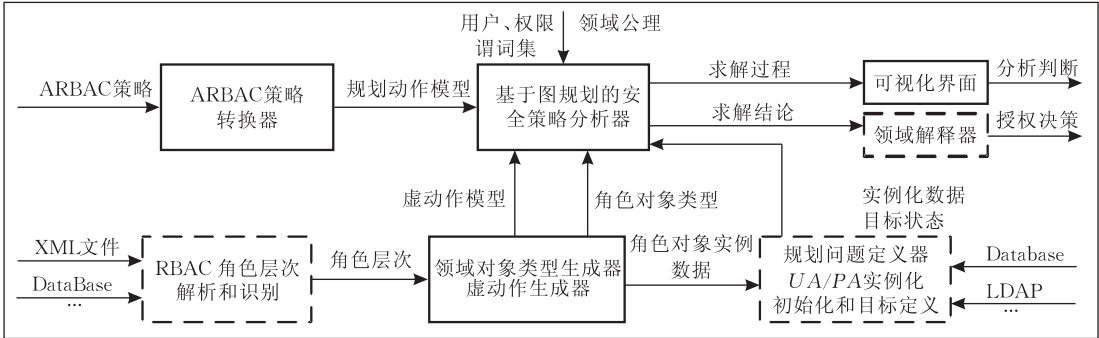 用户、权限
谓词集
领域公理
ARBAC策略
ARBAC策略
转换器
规划动作模型
基于图规划的安
全策略分析器
求解过程
求解结论
可视化界面
分析判断
领域解释器
授权决策
虚动作模型
角色对象类型
实例化数据
目标状态
XML文件
DataBase
...
RBAC 角色层次
解析和识别
角色层次
领域对象类型生成器
虚动作生成器
角色对象实例
数据
规划问题定义器
UA/PA实例化
初始化和目标定义
Database
LDAP
...